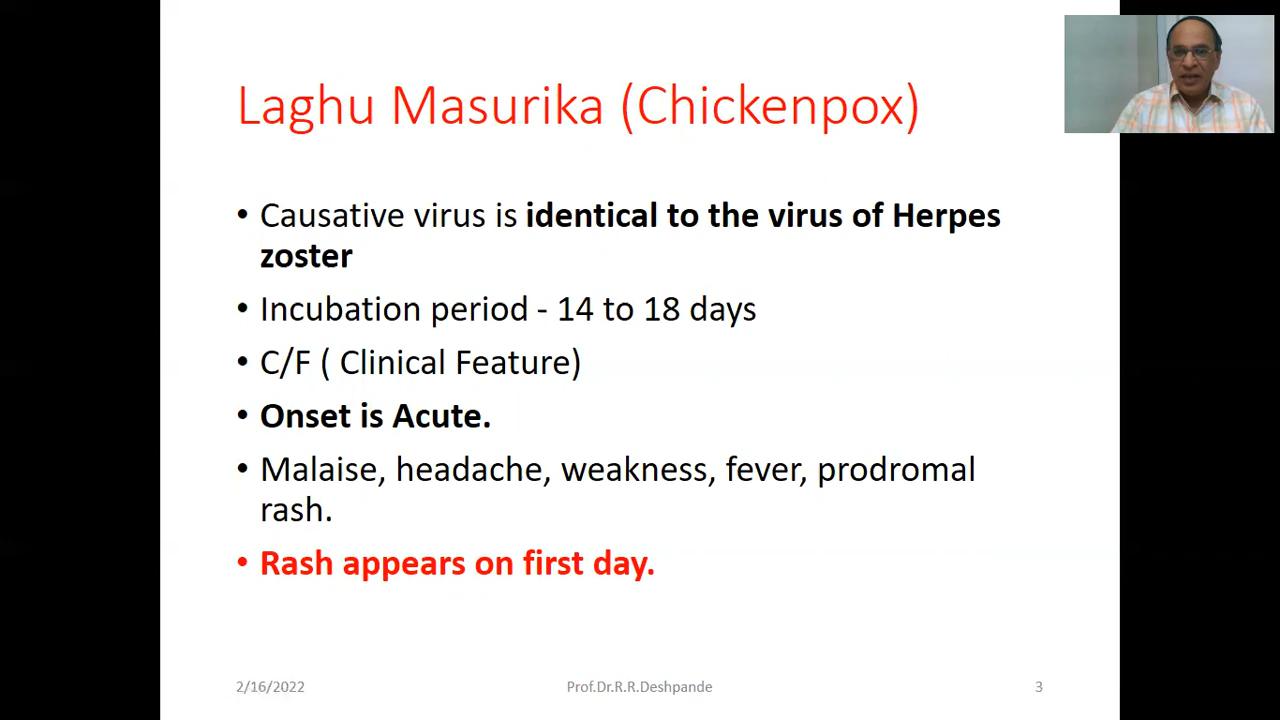 Laghu Masurika (Chickenpox)
• Causative virus is identical to the virus of Herpes
zoster
• Incubation period - 14 to 18 days
• C/F ( Clinical Feature)
• Onset is Acute.
• Malaise, headache, weakness, fever, prodromal
rash.
• Rash appears on first day.
2/16/2022
Prof.Dr.R.R.Deshpande
3